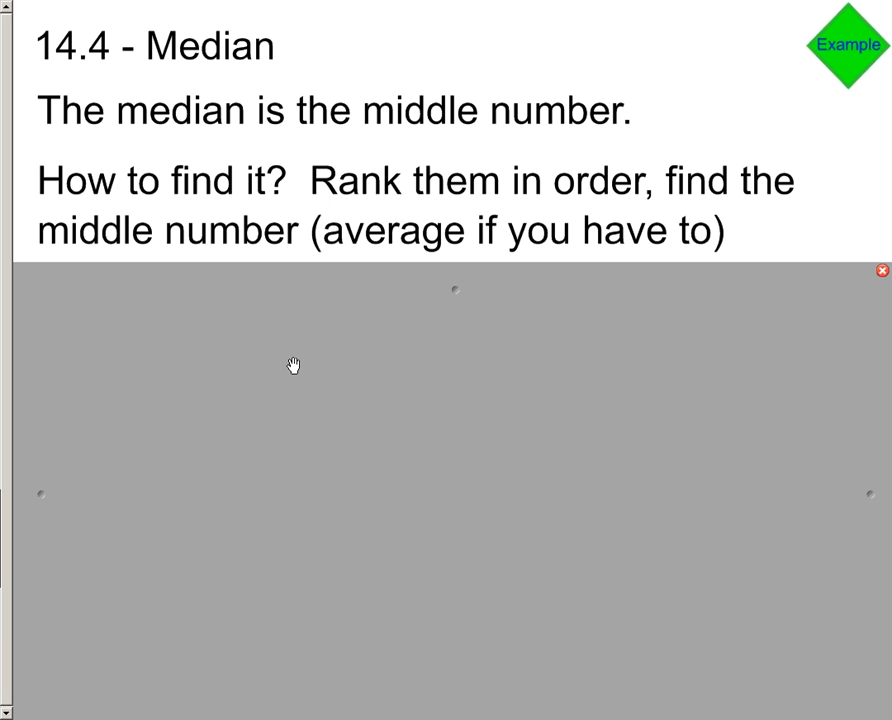 14.4 - Median
Example
The median is the middle number.
How to find it?  Rank them in order, find the
middle number (average if you have to)